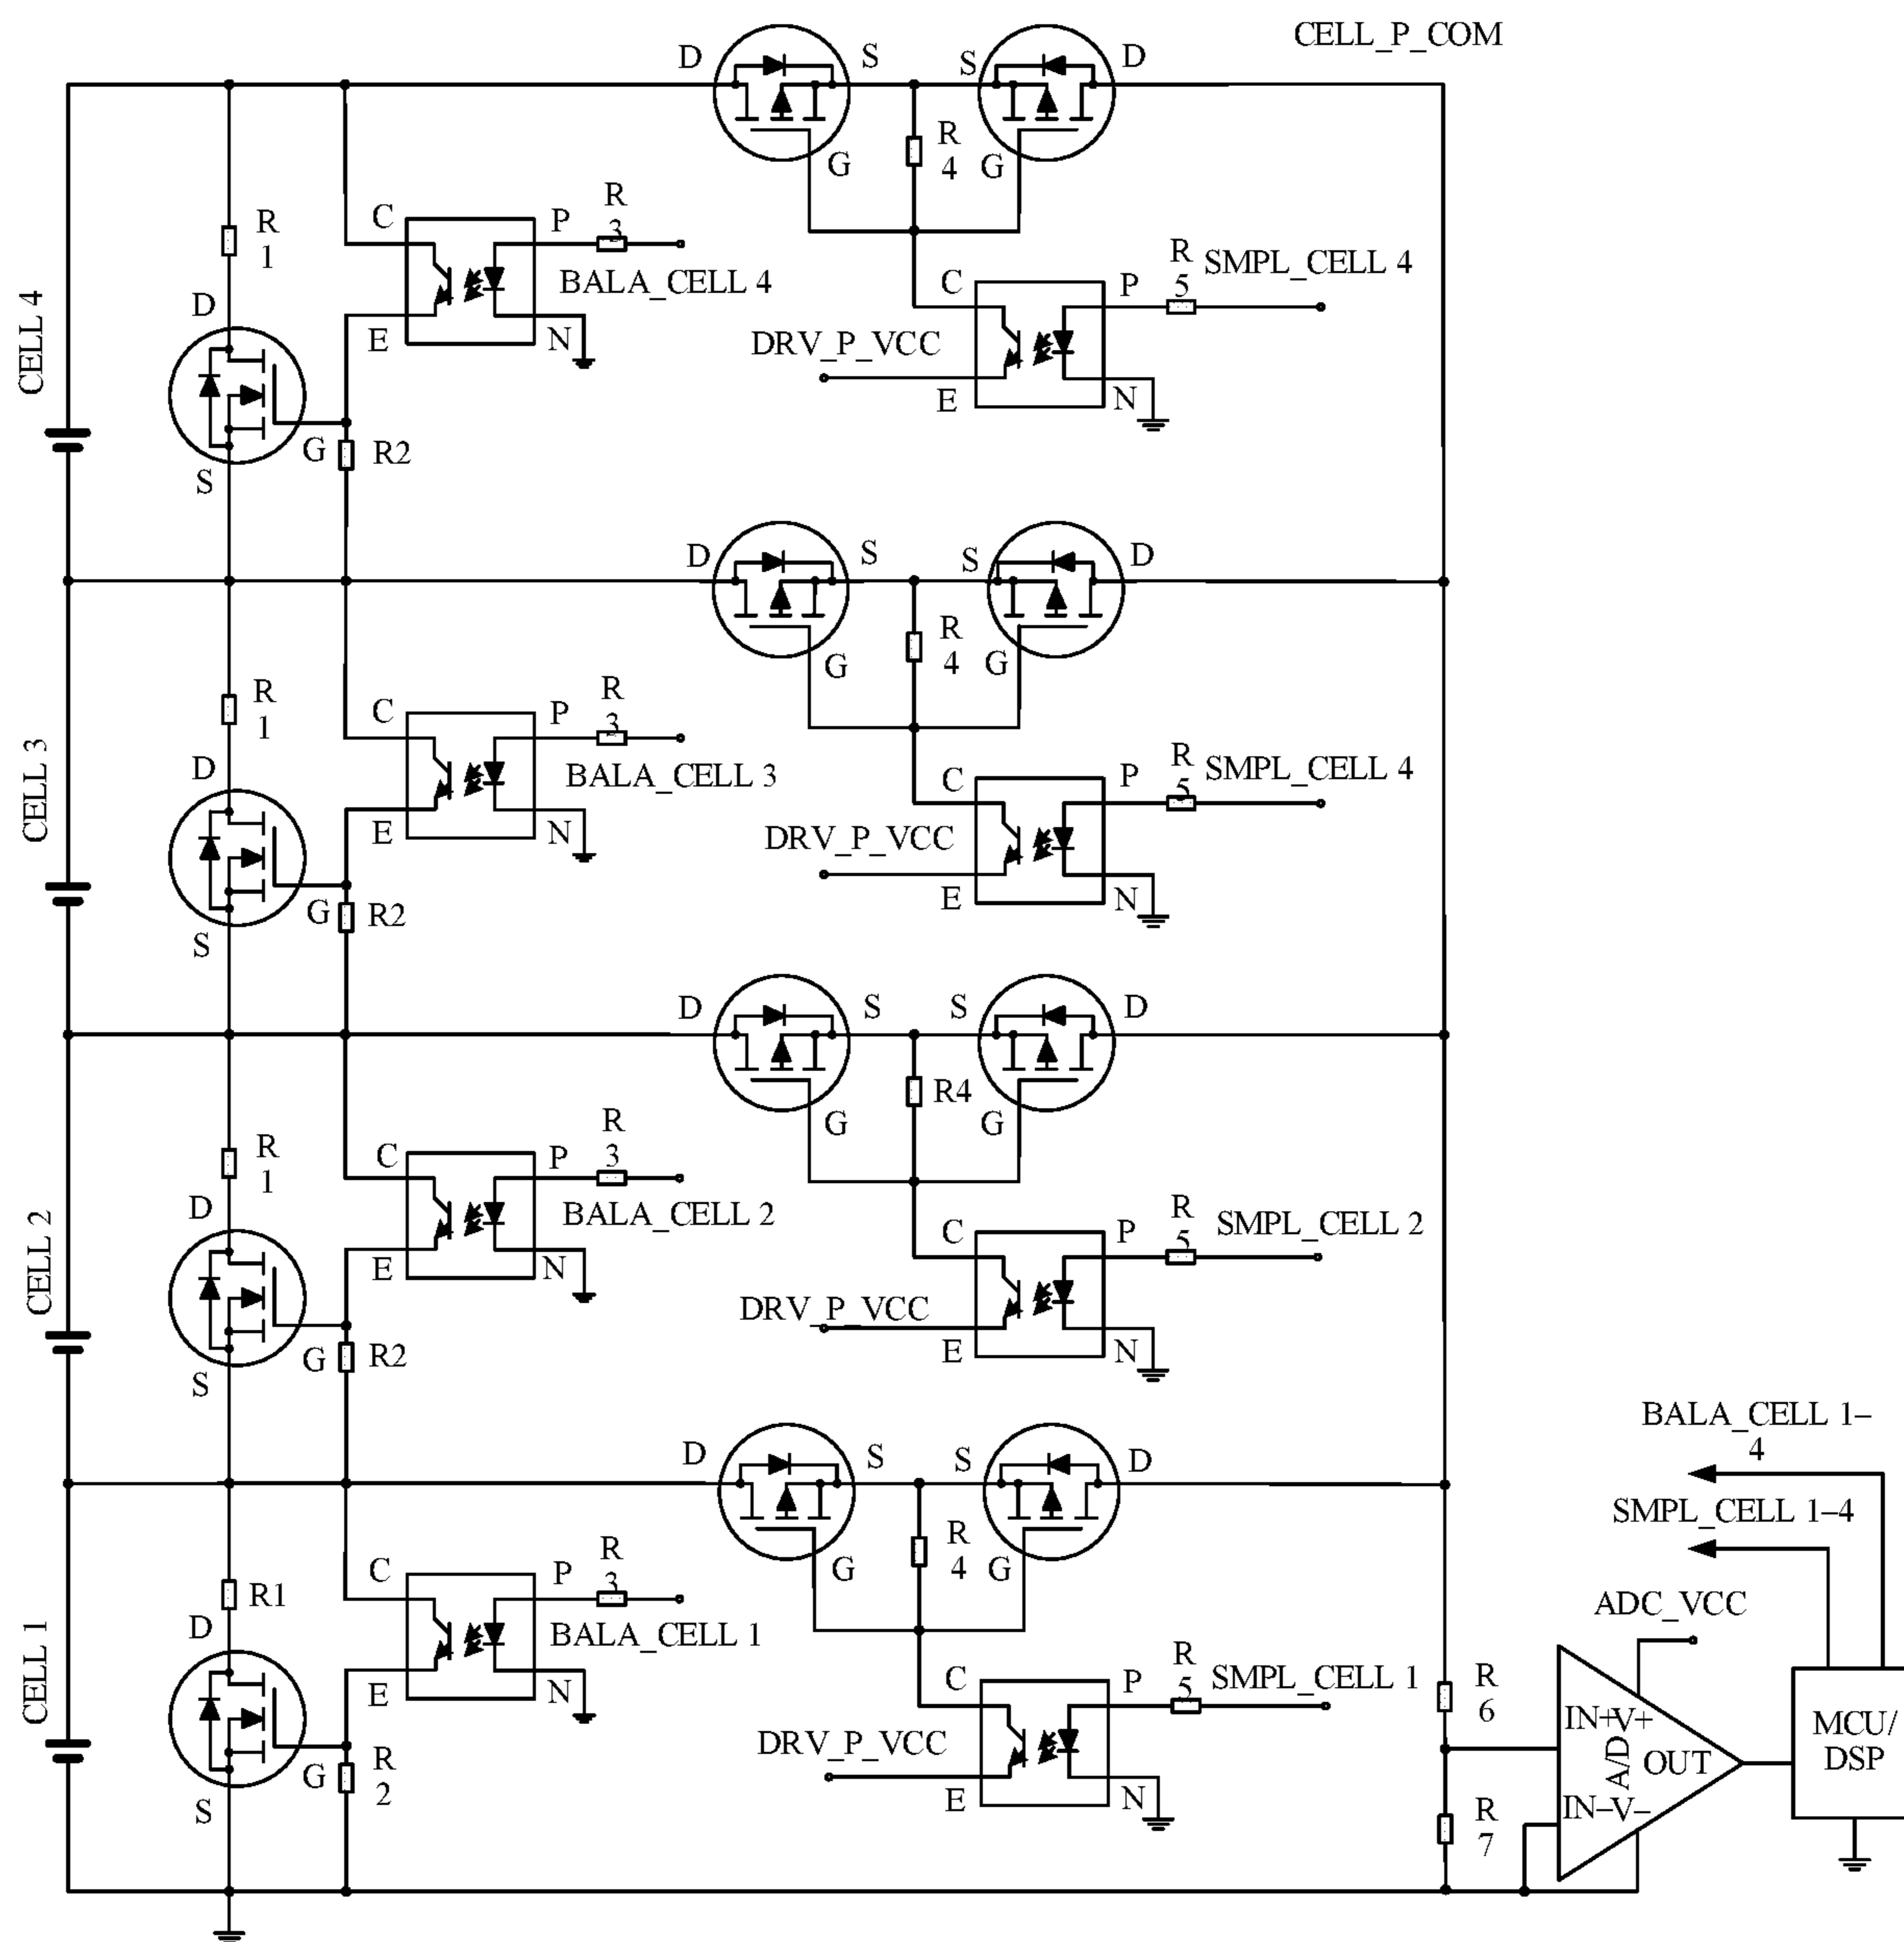 CELL_P_COM
D
S
S
D
R
4
G
G
R
1
C
P
R
3
BALA_CELL 4
E
N
C
P
R
5
SMPL_CELL 4
DRV_P_VCC
E
N
CELL 4
D
G
R2
S
D
S
S
D
R
4
G
G
R
1
C
P
R
3
BALA_CELL 3
E
N
C
P
R
5
SMPL_CELL 4
DRV_P_VCC
E
N
CELL 3
D
G
R2
S
D
S
S
D
R4
G
G
R
1
C
P
R
3
BALA_CELL 2
E
N
C
P
R
5
SMPL_CELL 2
DRV_P_VCC
E
N
CELL 2
D
G
R2
S
D
S
S
D
R
4
G
G
R1
C
P
R
3
BALA_CELL 1
E
N
C
P
R
5
SMPL_CELL 1
DRV_P_VCC
E
N
CELL 1
D
G
R
2
S
BALA_CELL 1–
4
SMPL_CELL 1–4
ADC_VCC
R
6
R
7
IN+
V+
A/D
OUT
IN–
V–
MCU/
DSP